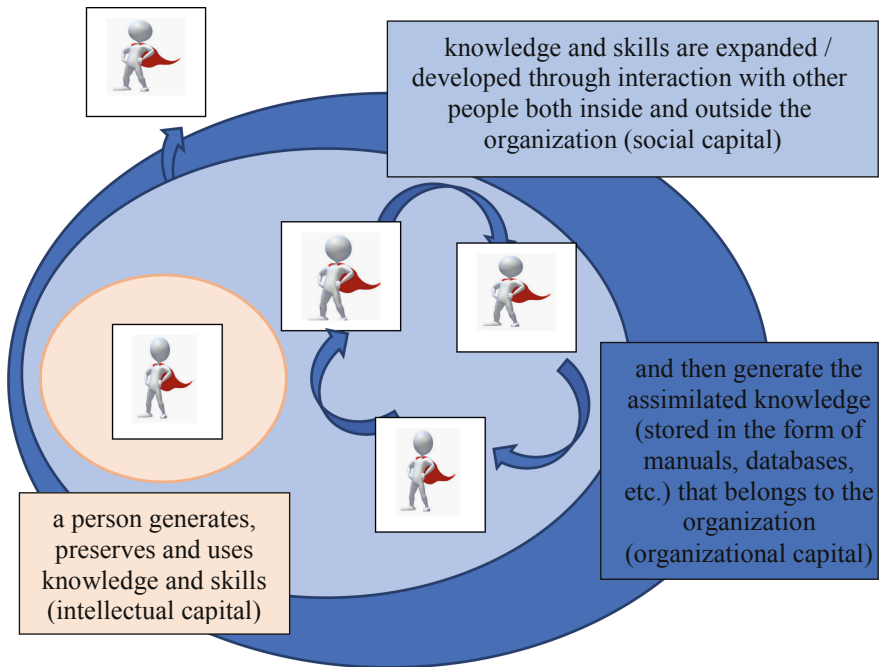 knowledge and skills are expanded /
developed through interaction with other
people both inside and outside the
organization (social capital)
and then generate the
assimilated knowledge
(stored in the form of
manuals, databases,
etc.) that belongs to the
organization
(organizational capital)
a person generates,
preserves and uses
knowledge and skills
(intellectual capital)